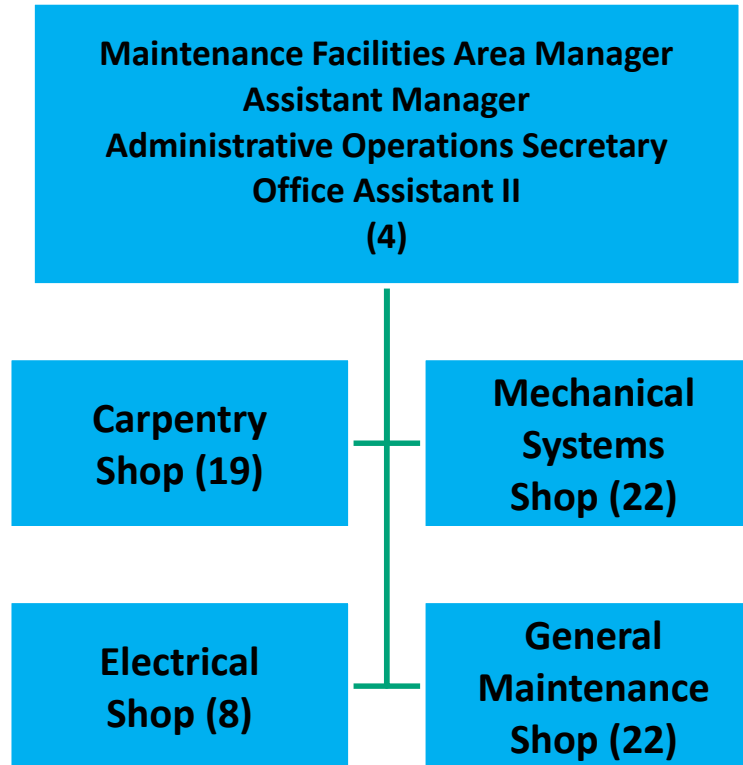 Maintenance Facilities Area Manager
Assistant Manager
Administrative Operations Secretary
Office Assistant II
(4)
Carpentry
Shop (19)
Mechanical
Systems
Shop (22)
Electrical
Shop (8)
General
Maintenance
Shop (22)